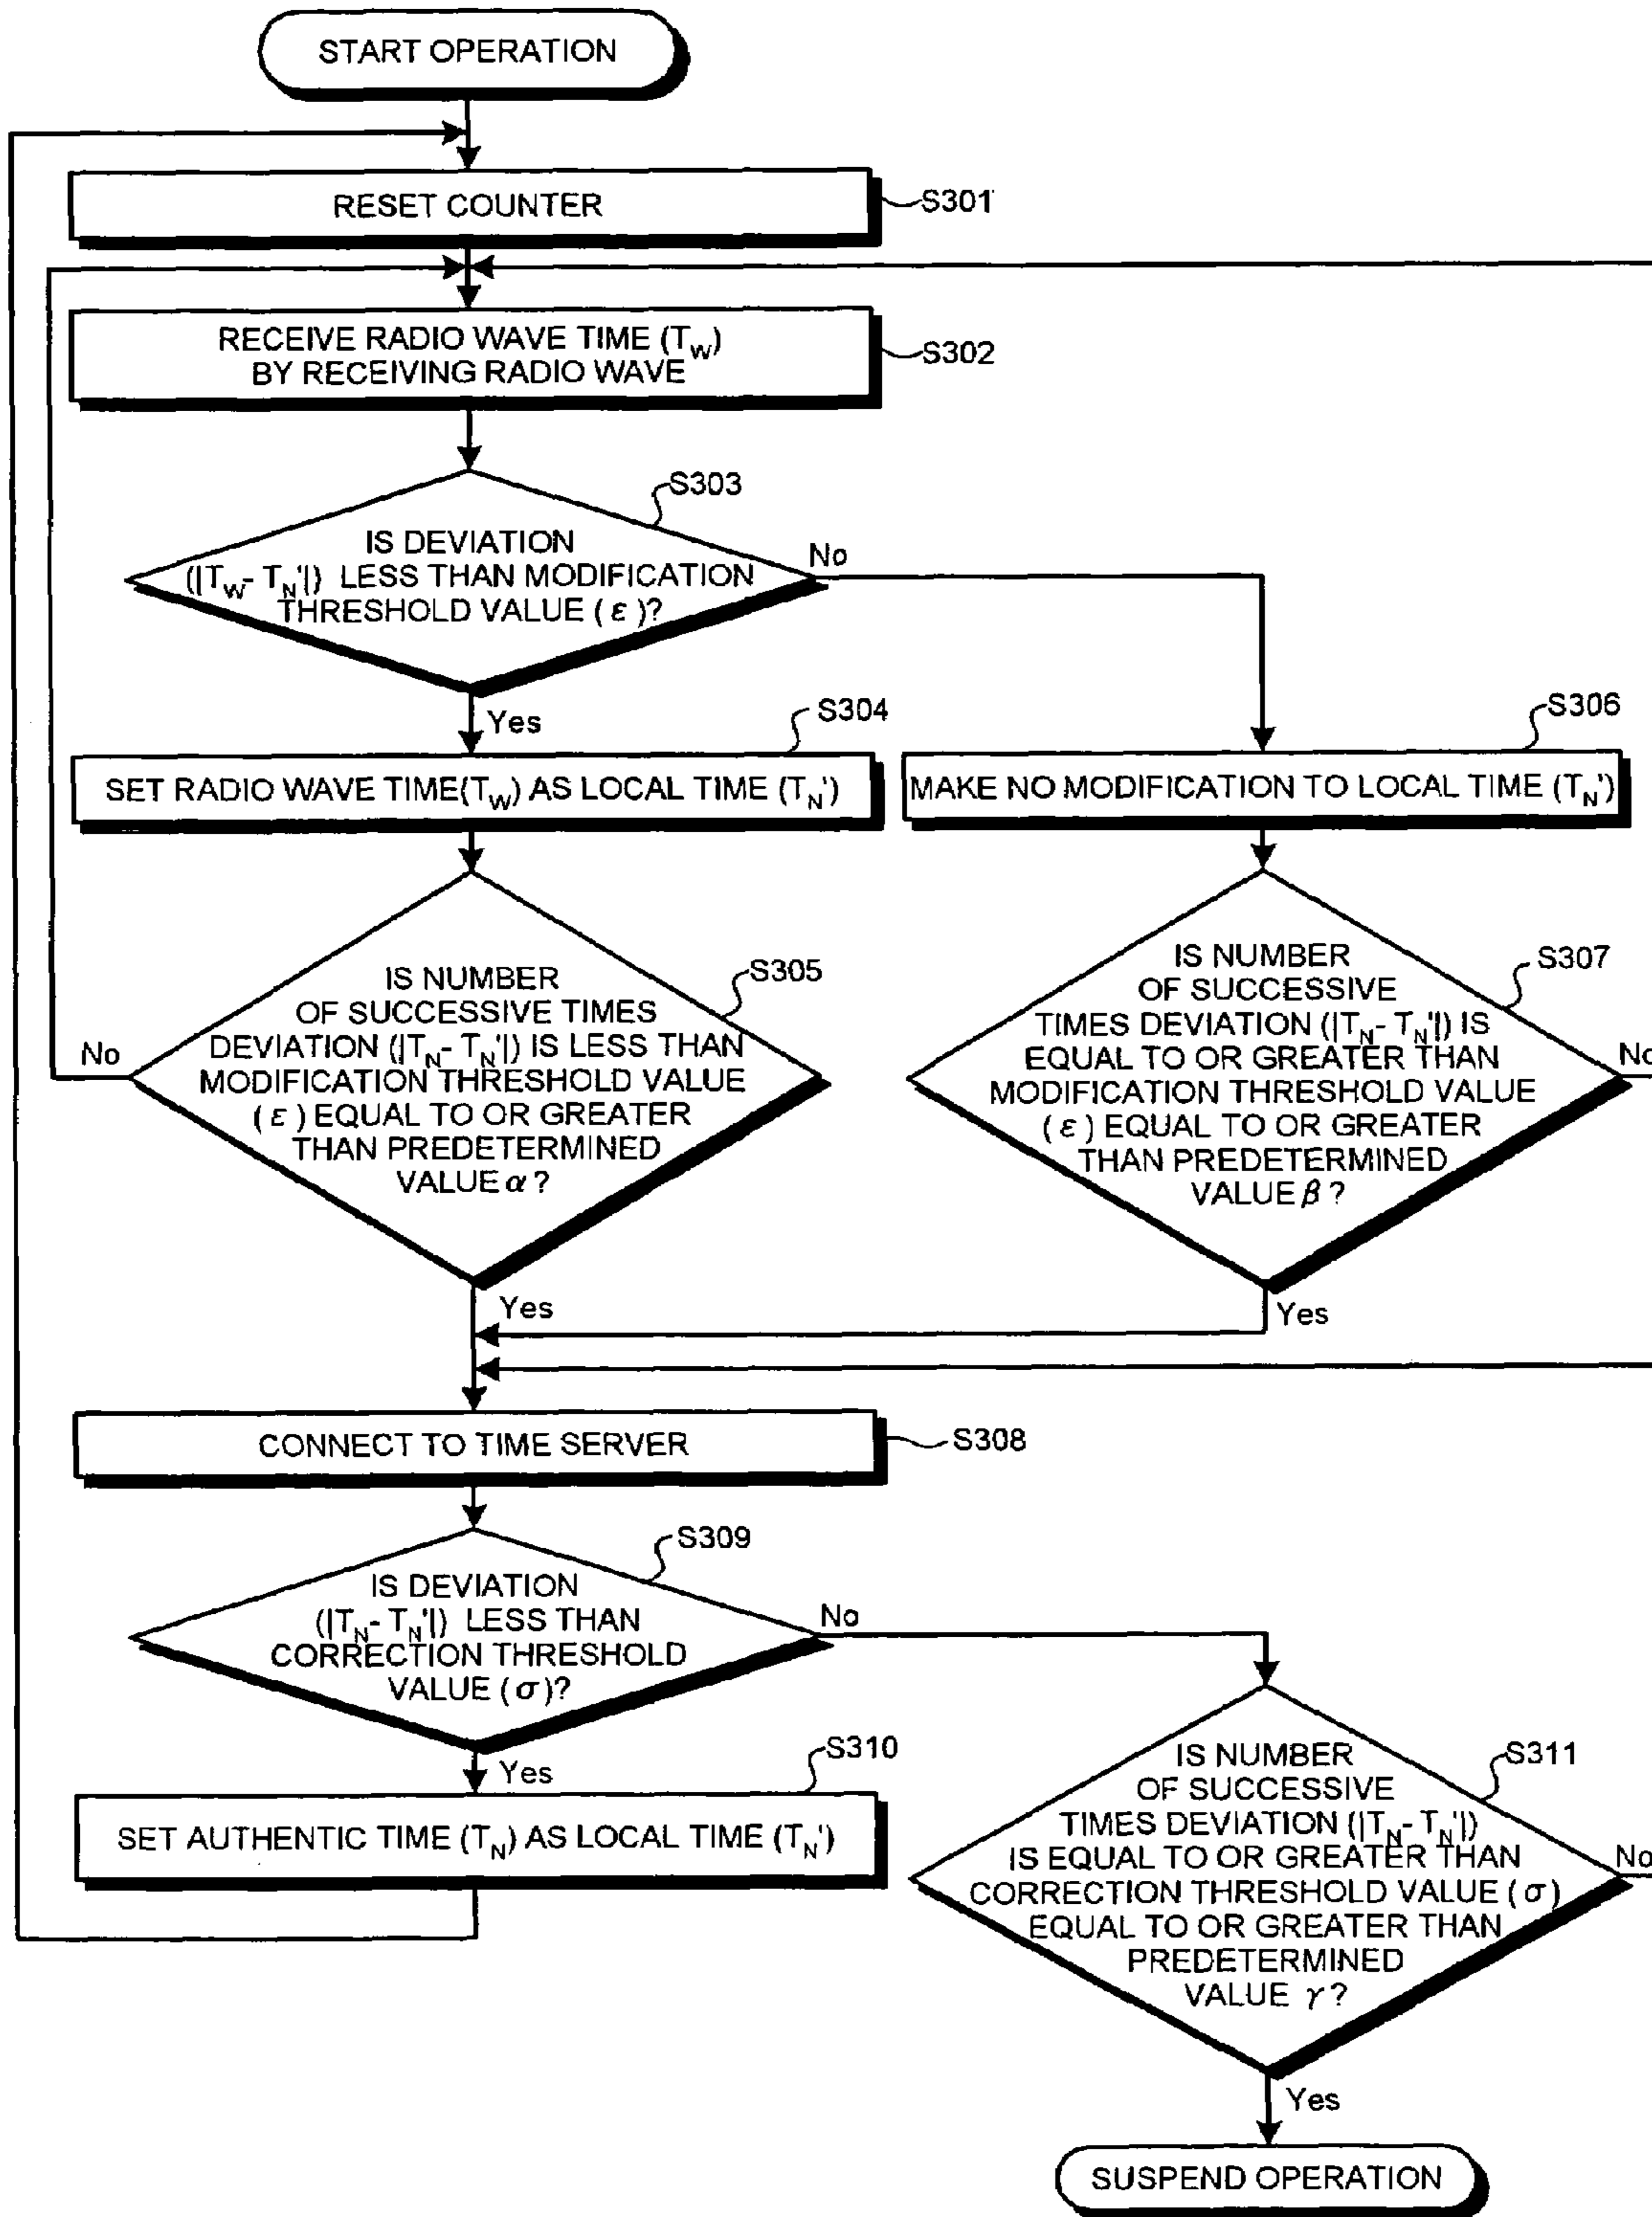 START OPERATION
RESET COUNTER
S301
RECEIVE RADIO WAVE TIME (TW)
BY RECEIVING RADIO WAVE
S302
S303
IS DEVIATION
(|TW- TN'|) LESS THAN MODIFICATION
THRESHOLD VALUE (ε)?
No
Yes
S304
SET RADIO WAVE TIME(TW) AS LOCAL TIME (TN')
S306
MAKE NO MODIFICATION TO LOCAL TIME (TN')
S305
IS NUMBER
OF SUCCESSIVE TIMES
DEVIATION (|TN- TN'|) IS LESS THAN
MODIFICATION THRESHOLD VALUE
(ε) EQUAL TO OR GREATER
THAN PREDETERMINED
VALUE α?
No
Yes
S307
IS NUMBER
OF SUCCESSIVE
TIMES DEVIATION (|TN- TN'|) IS
EQUAL TO OR GREATER THAN
MODIFICATION THRESHOLD VALUE
(ε) EQUAL TO OR GREATER
THAN PREDETERMINED
VALUE β?
No
Yes
CONNECT TO TIME SERVER
S308
S309
IS DEVIATION
(|TN- TN'|) LESS THAN
CORRECTION THRESHOLD
VALUE (σ)?
No
Yes
S310
SET AUTHENTIC TIME (TN) AS LOCAL TIME (TN')
S311
IS NUMBER
OF SUCCESSIVE
TIMES DEVIATION (|TN- TN'|)
IS EQUAL TO OR GREATER THAN
CORRECTION THRESHOLD VALUE (σ)
EQUAL TO OR GREATER THAN
PREDETERMINED
VALUE γ?
No
Yes
SUSPEND OPERATION